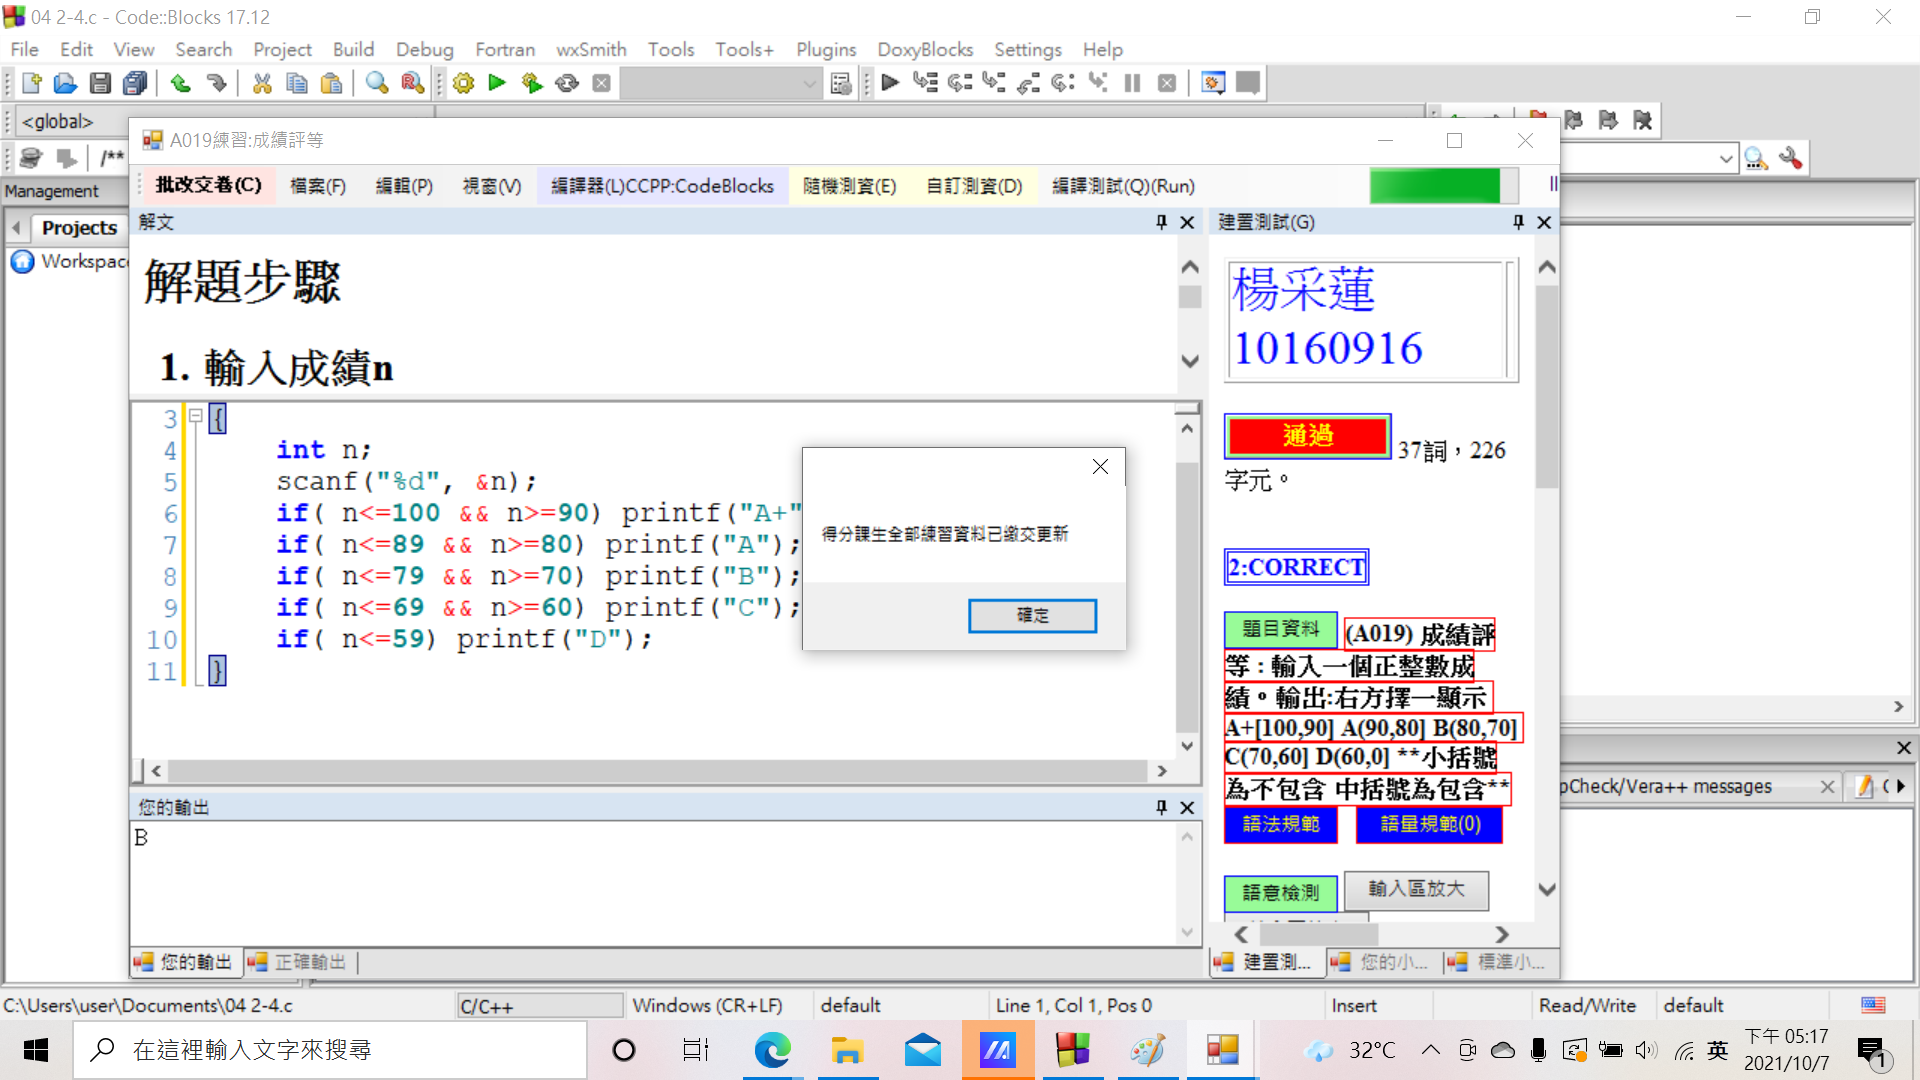 04 2-4.c - Code::Blocks 17.12
File Edit View Search Project Build Debug Fortran wxSmith Tools Tools+ Plugins DoxyBlocks Settings Help
<global>
A019練習:成績評等
/**
批改交卷(C) 檔案(F) 編輯(P) 視窗(V) 編譯器(L)CCPP:CodeBlocks 隨機測資(E) 自訂測資(D) 編譯測試(Q)(Run)
Management
解文
建置測試(G)
Projects
Workspac
解題步驟
1. 輸入成績n
楊采蓮
10160916
3 {
4 int n;
5 scanf("%d", &n);
6 if( n<=100 && n>=90) printf("A+"
7 if( n<=89 && n>=80) printf("A");
8 if( n<=79 && n>=70) printf("B");
9 if( n<=69 && n>=60) printf("C");
10 if( n<=59) printf("D");
11 }
得分課生全部練習資料已繳交更新
確定
通過 37詞，226
字元。
2:CORRECT
題目資料 (A019) 成績評
等 : 輸入一個正整數成
績。輸出:右方擇一顯示
A+[100,90] A(90,80] B(80,70]
C(70,60] D(60,0] **小括號
為不包含 中括號為包含**
語法規範 語量規範(0)
語意檢測 輸入區放大
您的輸出
B
您的輸出 正確輸出
建置測... 您的小... 標準小...
pCheck/Vera++ messages
C:\Users\user\Documents\04 2-4.c C/C++ Windows (CR+LF) default Line 1, Col 1, Pos 0 Insert Read/Write default
在這裡輸入文字來搜尋
32°C
英
下午 05:17
2021/10/7
1